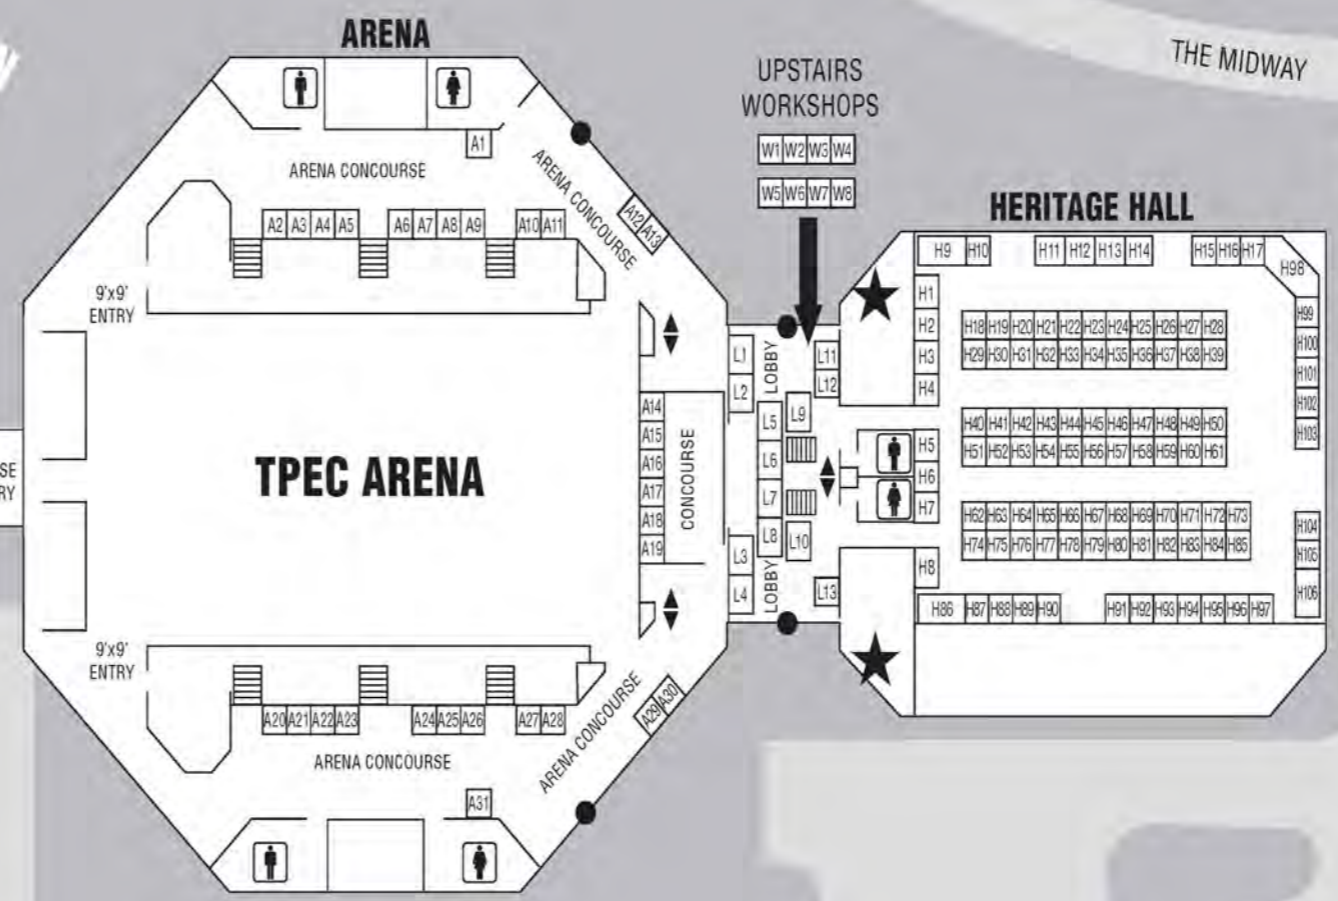 ARENA
THE MIDWAY
UPSTAIRS
WORKSHOPS
W1 W2 W3 W4
W5 W6 W7 W8
HERITAGE HALL
A1
ARENA CONCOURSE
ARENA CONCOURSE
A2 A3 A4 A5 A6 A7 A8 A9 A10 A11
A12 A13
9'x9'
ENTRY
TPEC ARENA
A14
A15
A16
A17
A18
A19
CONCOURSE
L1
L2
LOBBY
L3
L4
LOBBY
L5
L6
L7
L8
L9
L10
L11
L12
L13
H9 H10 H11 H12 H13 H14 H15 H16 H17
H98
H1
H2
H3
H4
H5
H6
H7
H8
H18 H19 H20 H21 H22 H23 H24 H25 H26 H27 H28
H29 H30 H31 H32 H33 H34 H35 H36 H37 H38 H39
H40 H41 H42 H43 H44 H45 H46 H47 H48 H49 H50
H51 H52 H53 H54 H55 H56 H57 H58 H59 H60 H61
H62 H63 H64 H65 H66 H67 H68 H69 H70 H71 H72 H73
H74 H75 H76 H77 H78 H79 H80 H81 H82 H83 H84 H85
H86 H87 H88 H89 H90 H91 H92 H93 H94 H95 H96 H97
H99
H100
H101
H102
H103
H104
H105
H106
SE
RY
9'x9'
ENTRY
A20 A21 A22 A23 A24 A25 A26 A27 A28
A29 A30
ARENA CONCOURSE
ARENA CONCOURSE
A31